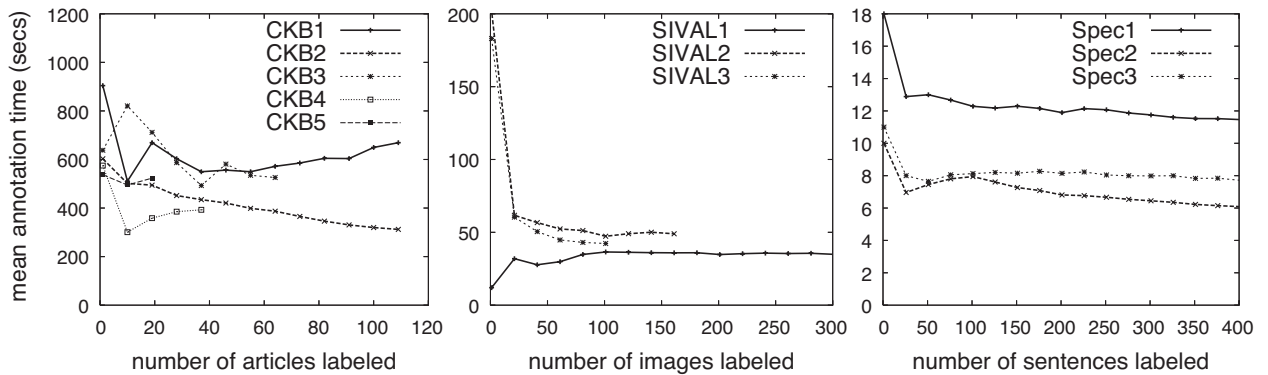 mean annotation time (secs)
1200
1000
800
600
400
200
0
0 20 40 60 80 100 120
number of articles labeled
CKB1
CKB2
CKB3
CKB4
CKB5
200
150
100
50
0
0 50 100 150 200 250 300
number of images labeled
SIVAL1
SIVAL2
SIVAL3
18
16
14
12
10
8
6
4
2
0
0 50 100 150 200 250 300 350 400
number of sentences labeled
Spec1
Spec2
Spec3